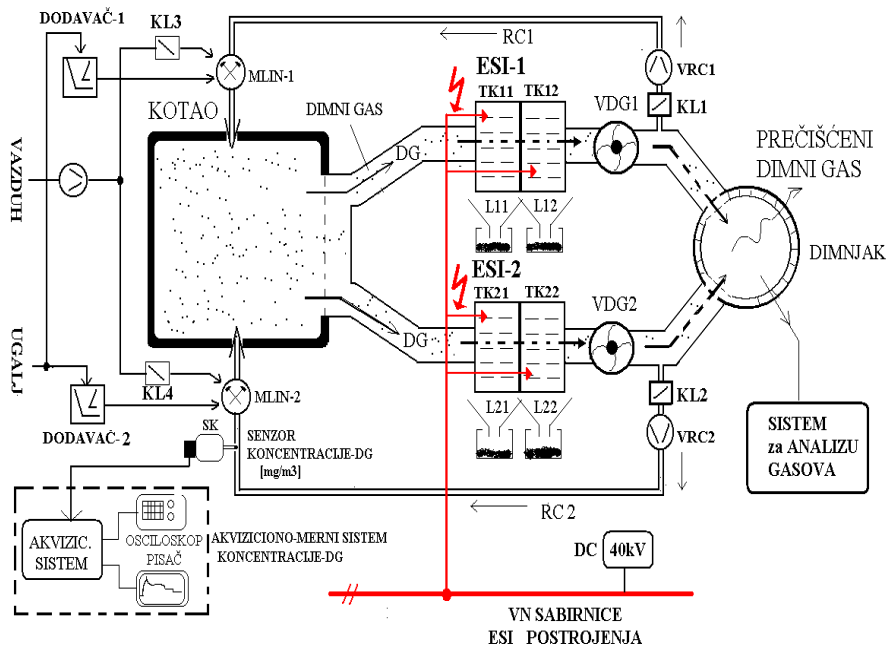 DODAVAČ-1
KL3
MLIN-1
RC1
VRC1
KL1
ESI-1
TK11 TK12
VDG1
KOTAO
DIMNI GAS
DG
VAZDUH
L11 L12
PREČIŠĆENI
DIMNI GAS
DIMNJAK
ESI-2
TK21 TK22
VDG2
DG
UGALJ
KL4
DODAVAČ-2
MLIN-2
L21 L22
KL2
VRC2
RC 2
SK
SENZOR
KONCENTRACIJE-DG
[mg/m3]
SISTEM
za ANALIZU
GASOVA
AKVIZIC.
SISTEM
OSCILOSKOP
PISAČ
AKVIZICIONO-MERNI SISTEM
KONCENTRACIJE-DG
DC 40kV
VN SABIRNICE
ESI POSTROJENJA